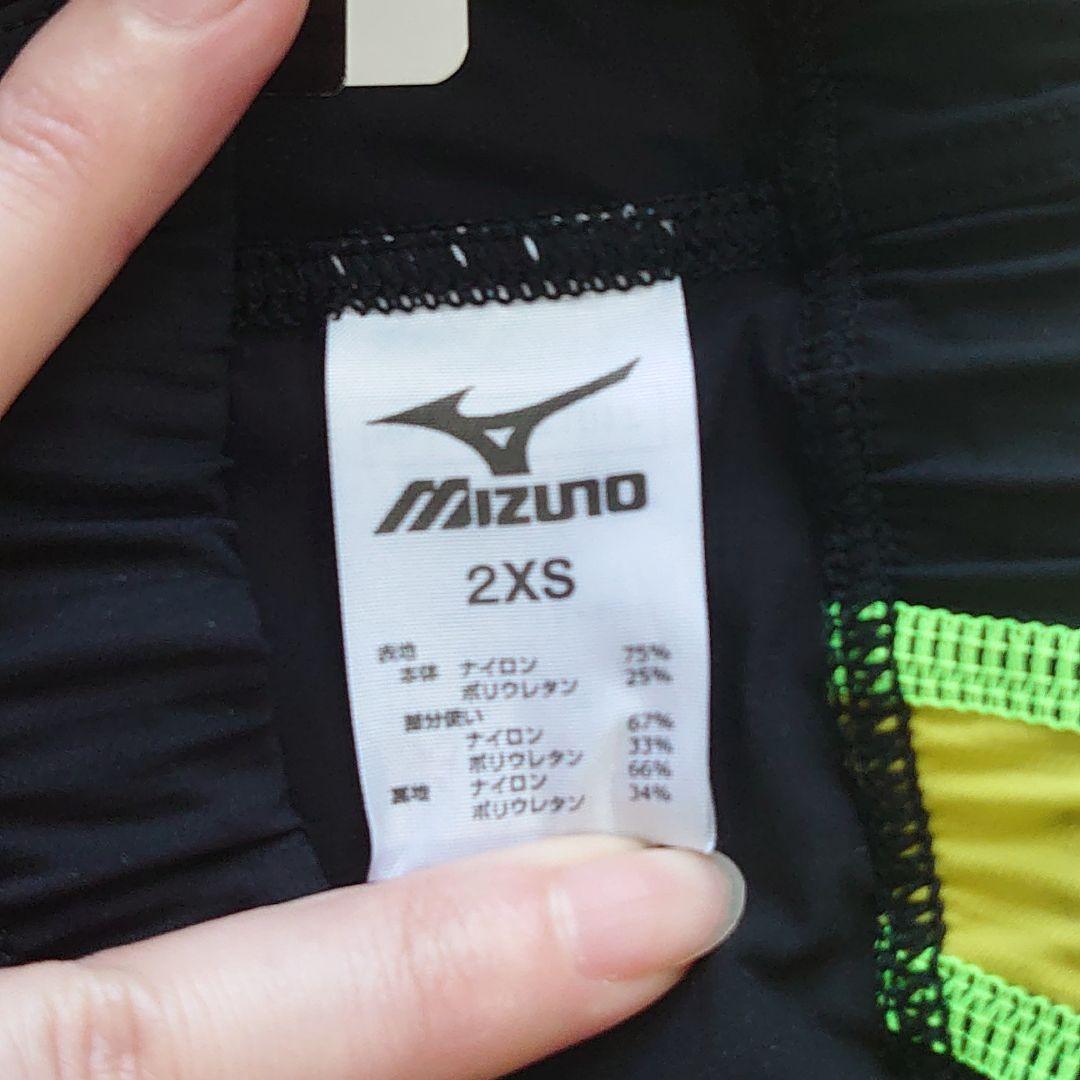 MIZUNO
2XS
表地
本体 ナイロン 75%
ポリウレタン 25%
部分使い
ナイロン 67%
ポリウレタン 33%
裏地 ナイロン 66%
ポリウレタン 34%